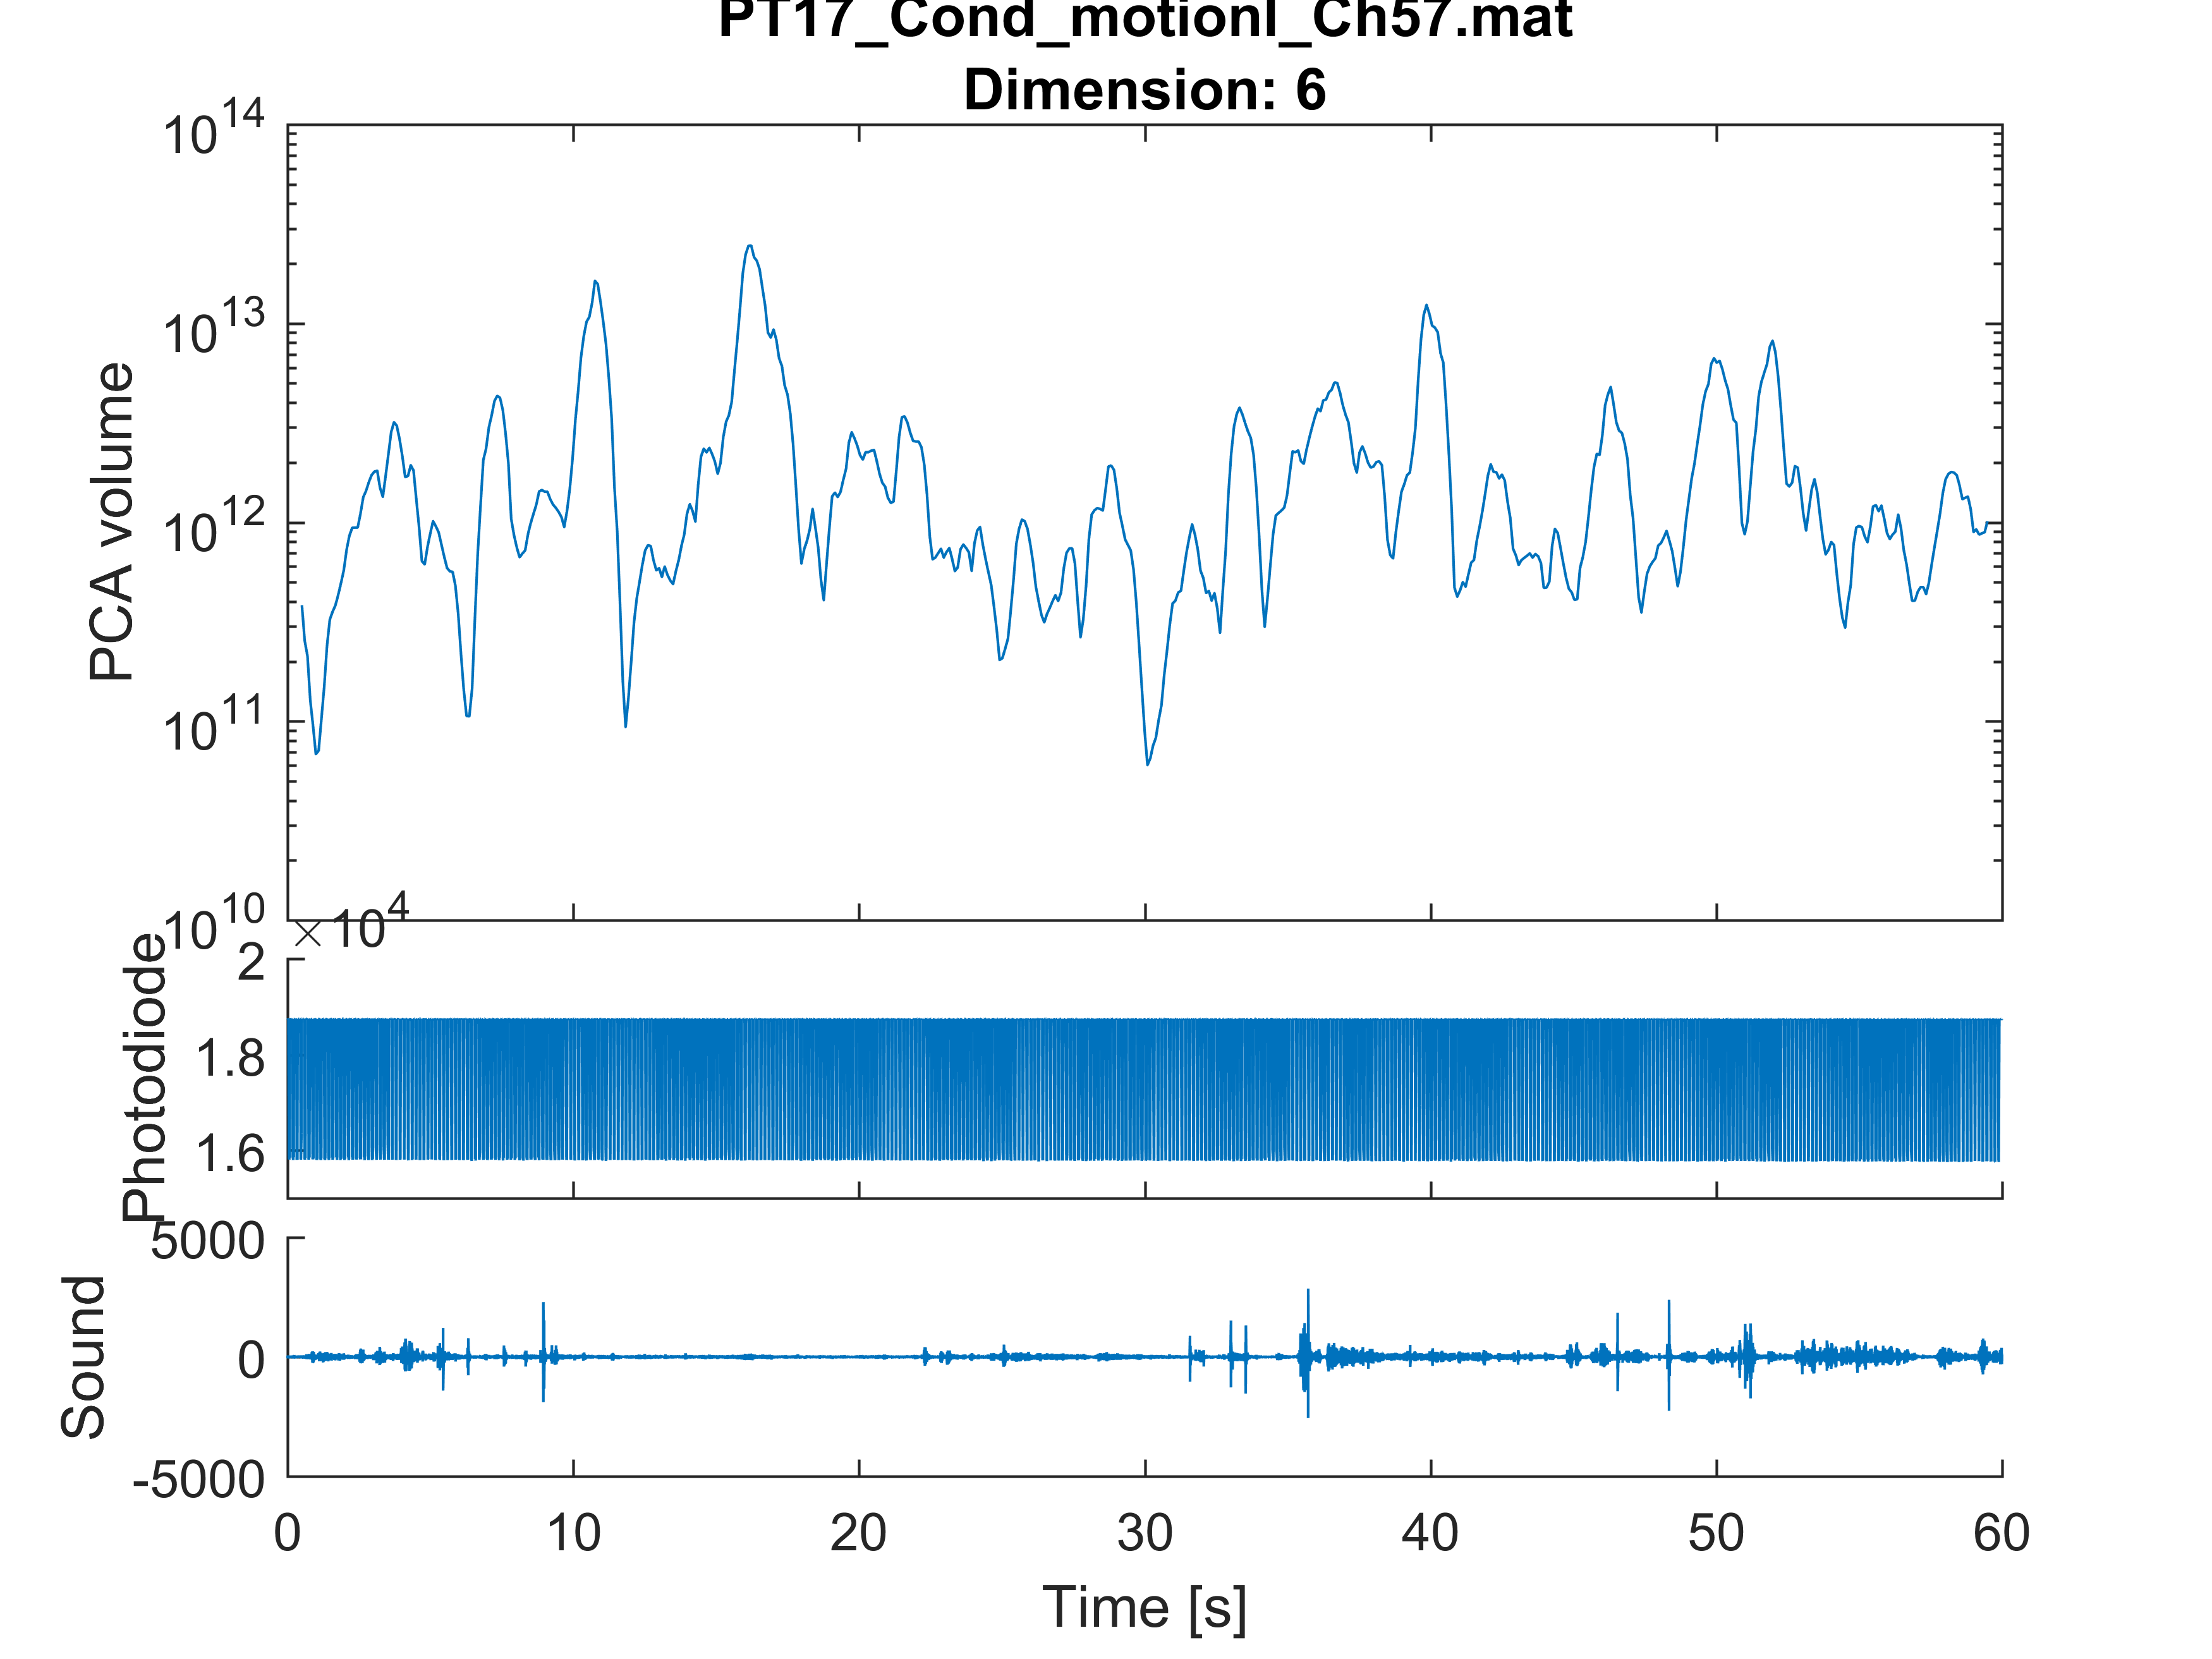 PT17_Cond_motionl_Ch57.mat
Dimension: 6
10^14
10^13
10^12
10^11
10^10
PCA volume
×10^4
2
1.8
1.6
Photodiode
5000
0
-5000
Sound
0 10 20 30 40 50 60
Time [s]